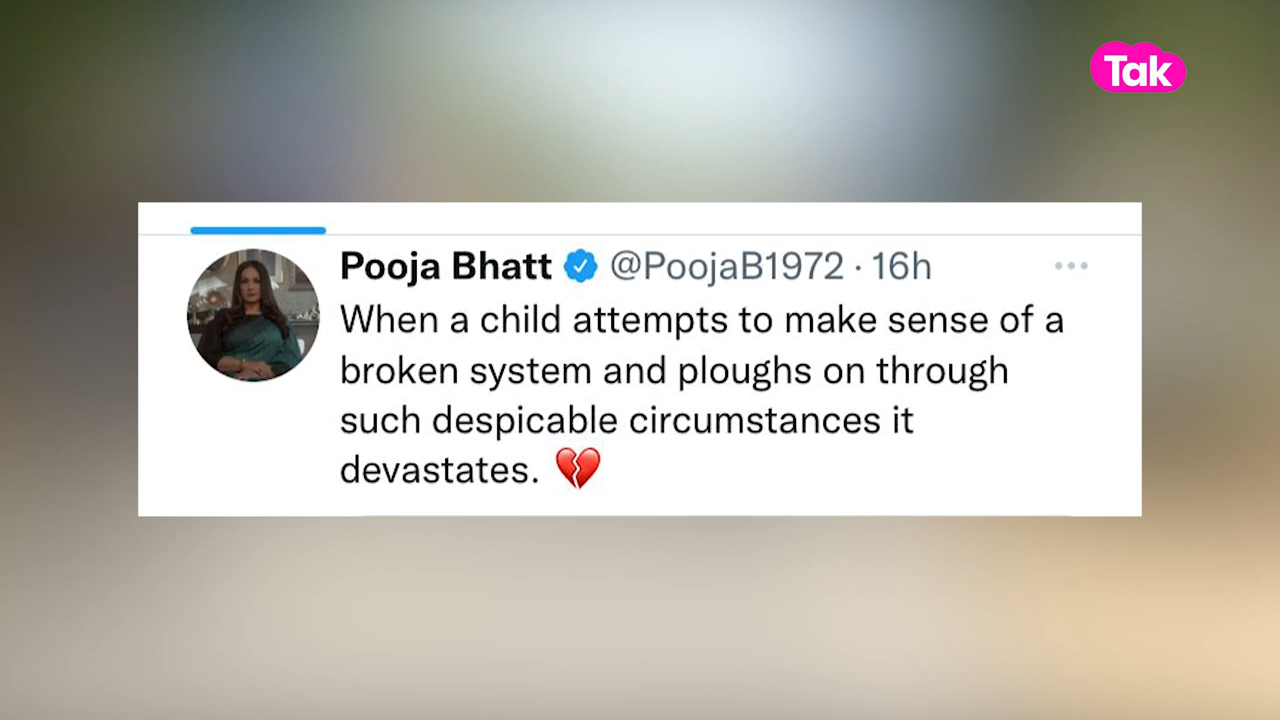 Tak
Pooja Bhatt @PoojaB1972 · 16h
When a child attempts to make sense of a
broken system and ploughs on through
such despicable circumstances it
devastates. 💔